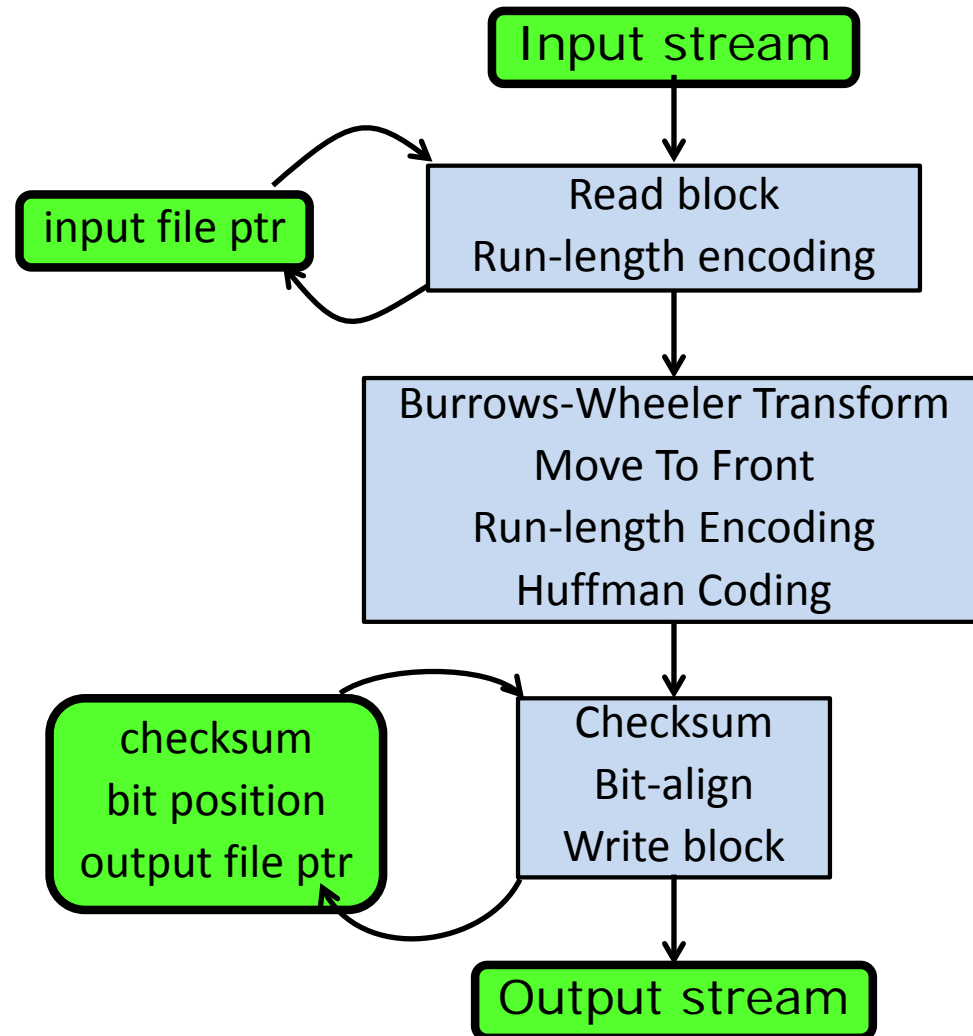 Input stream
input file ptr
Read block
Run-length encoding
Burrows-Wheeler Transform
Move To Front
Run-length Encoding
Huffman Coding
checksum
bit position
output file ptr
Checksum
Bit-align
Write block
Output stream